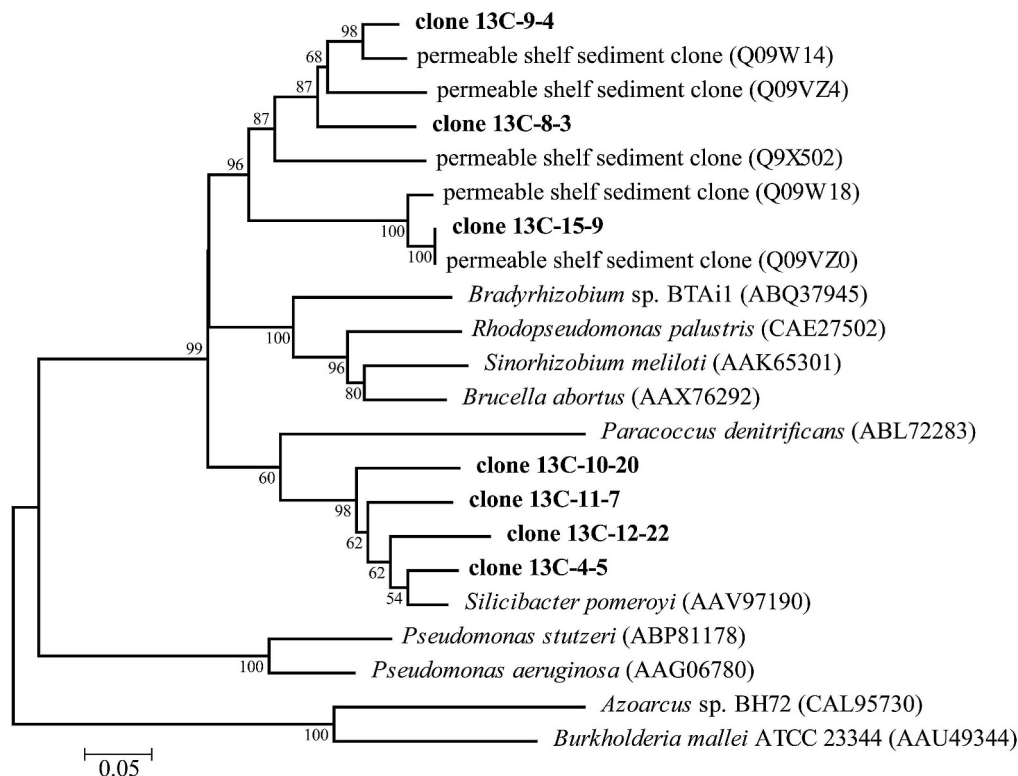 98
clone 13C-9-4
permeable shelf sediment clone (Q09W14)
68
permeable shelf sediment clone (Q09VZ4)
87
clone 13C-8-3
87
permeable shelf sediment clone (Q9X502)
96
permeable shelf sediment clone (Q09W18)
100
clone 13C-15-9
100
permeable shelf sediment clone (Q09VZ0)
Bradyrhizobium sp. BTAi1 (ABQ37945)
100
Rhodopseudomonas palustris (CAE27502)
99
96
Sinorhizobium meliloti (AAK65301)
80
Brucella abortus (AAX76292)
Paracoccus denitrificans (ABL72283)
60
clone 13C-10-20
98
clone 13C-11-7
62
clone 13C-12-22
62
clone 13C-4-5
54
Silicibacter pomeroyi (AAV97190)
Pseudomonas stutzeri (ABP81178)
100
Pseudomonas aeruginosa (AAG06780)
Azoarcus sp. BH72 (CAL95730)
100
Burkholderia mallei ATCC 23344 (AAU49344)
0.05